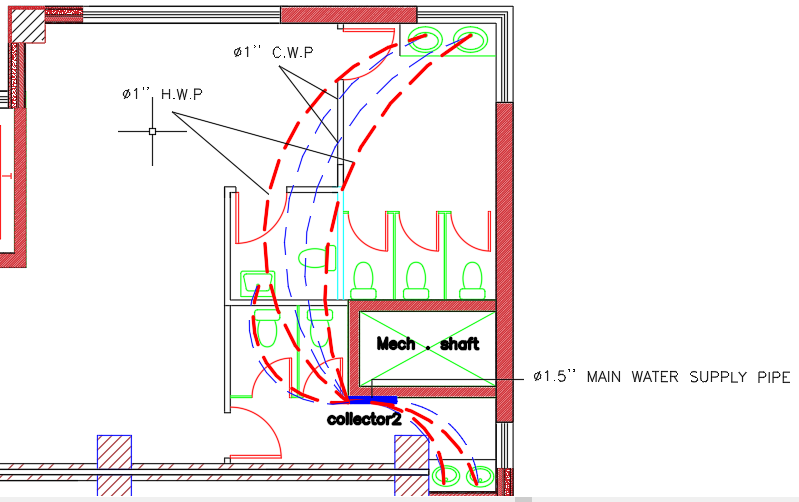 ø1'' C.W.P
ø1'' H.W.P
Mech. shaft
ø1.5'' MAIN WATER SUPPLY PIPE
collector2